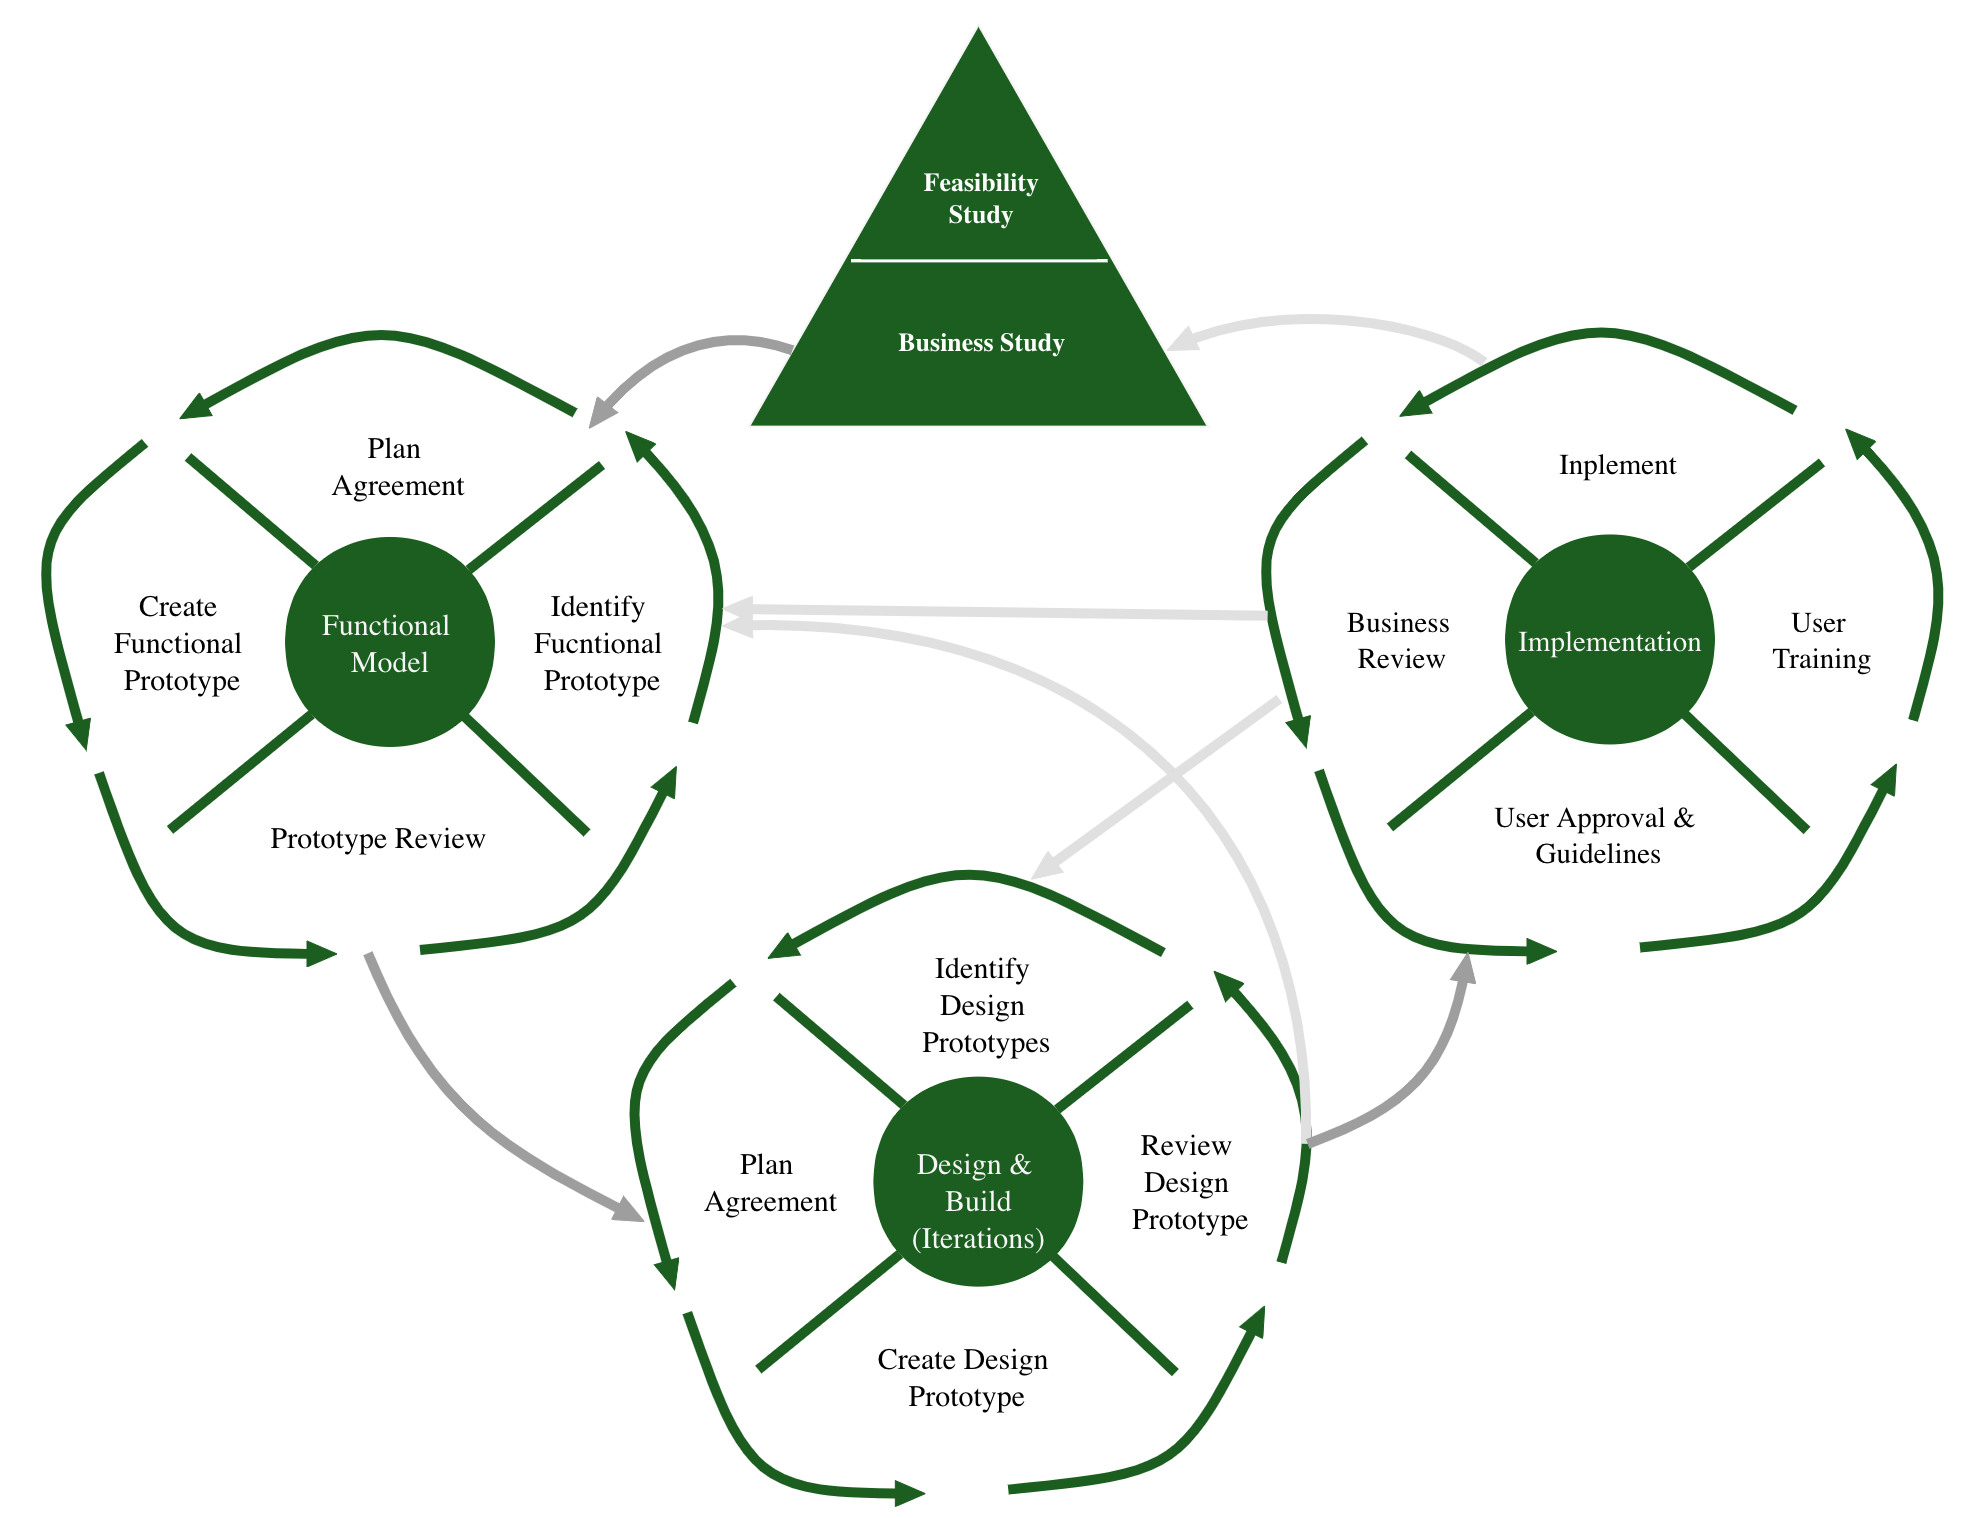 Feasibility
Study
Business Study
Plan
Agreement
Create
Functional
Prototype
Functional
Model
Identify
Fucntional
Prototype
Prototype Review
Inplement
Business
Review
Implementation
User
Training
User Approval &
Guidelines
Identify
Design
Prototypes
Plan
Agreement
Design &
Build
(Iterations)
Review
Design
Prototype
Create Design
Prototype